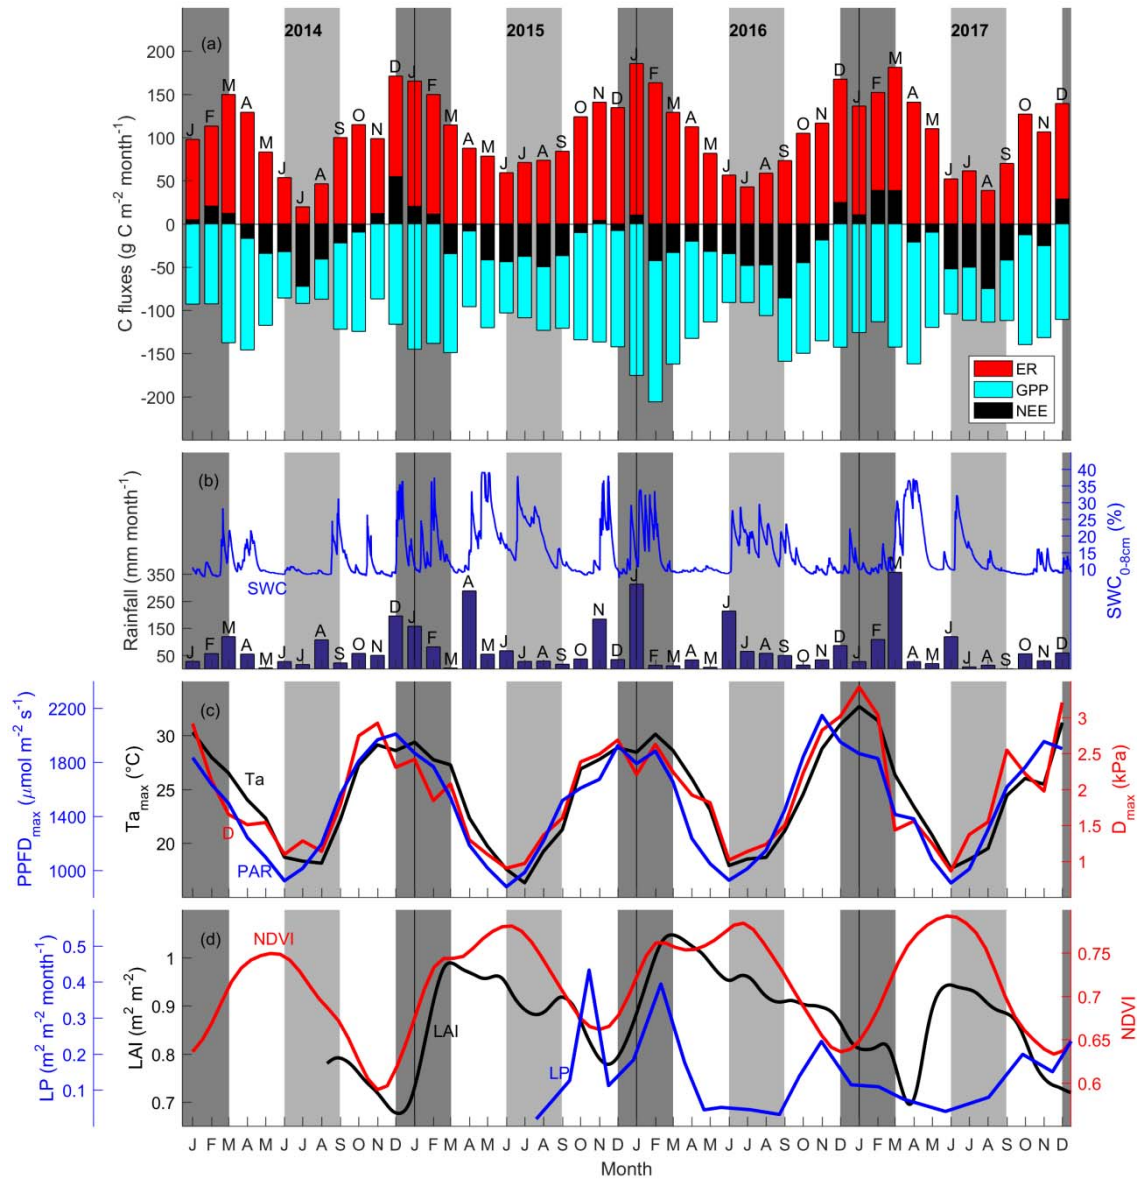 (a) 2014 2015 2016 2017
200
150
100
50
0
-50
-100
-150
-200
C fluxes (g C m⁻² month⁻¹)
J F M A M J J A S O N D J F M A M J J A S O N D J F M A M J J A S O N D J F M A M J J A S O N D
ER
GPP
NEE
(b)
Rainfall (mm month⁻¹)
350
250
150
50
SWC
40
35
30
25
20
15
10
SWC0-8cm (%)
J F M A M J J A S O N D J F M A M J J A S O N D J F M A M J J A S O N D J F M A M J J A S O N D
(c)
PPFDmax (μmol m⁻² s⁻¹)
2200
1800
1400
1000
Tamax (°C)
30
25
20
Ta
D
PAR
3
2.5
2
1.5
1
Dmax (kPa)
(d)
LP (m² m⁻² month⁻¹)
0.5
0.4
0.3
0.2
0.1
LAI (m² m⁻²)
1
0.9
0.8
0.7
NDVI
LAI
LP
0.75
0.7
0.65
0.6
NDVI
J F M A M J J A S O N D J F M A M J J A S O N D J F M A M J J A S O N D J F M A M J J A S O N D
Month